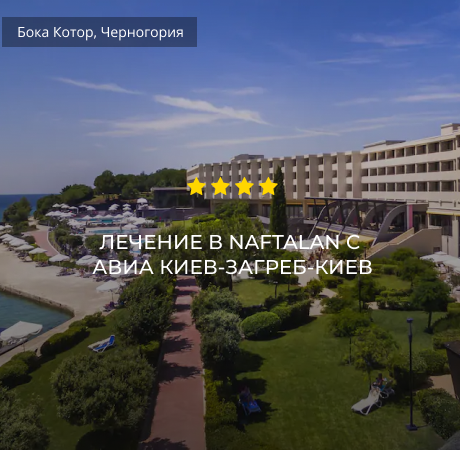 Бока Котор, Черногория
ЛЕЧЕНИЕ В NAFTALAN С
АВИА КИЕВ-ЗАГРЕБ-КИЕВ